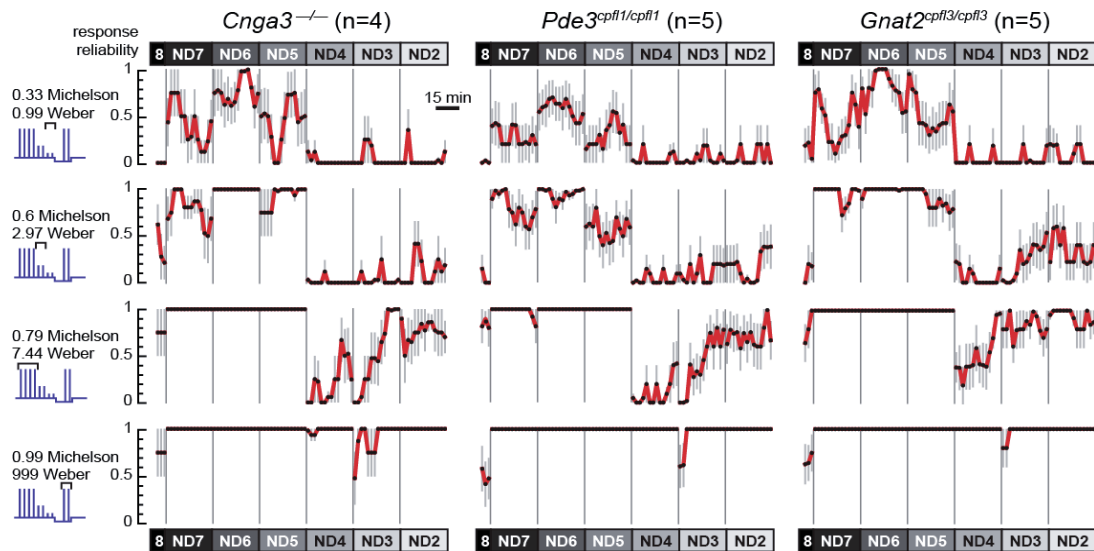 Cnga3 −/− (n=4) Pde3cpfl1/cpfl1 (n=5) Gnat2cpfl3/cpfl3 (n=5)
response
reliability
8 ND7 ND6 ND5 ND4 ND3 ND2 8 ND7 ND6 ND5 ND4 ND3 ND2 8 ND7 ND6 ND5 ND4 ND3 ND2
1
0.33 Michelson
0.99 Weber
0.5
0
15 min
1
0.6 Michelson
2.97 Weber
0.5
0
1
0.79 Michelson
7.44 Weber
0.5
0
1
0.99 Michelson
999 Weber
0.5
0
8 ND7 ND6 ND5 ND4 ND3 ND2 8 ND7 ND6 ND5 ND4 ND3 ND2 8 ND7 ND6 ND5 ND4 ND3 ND2